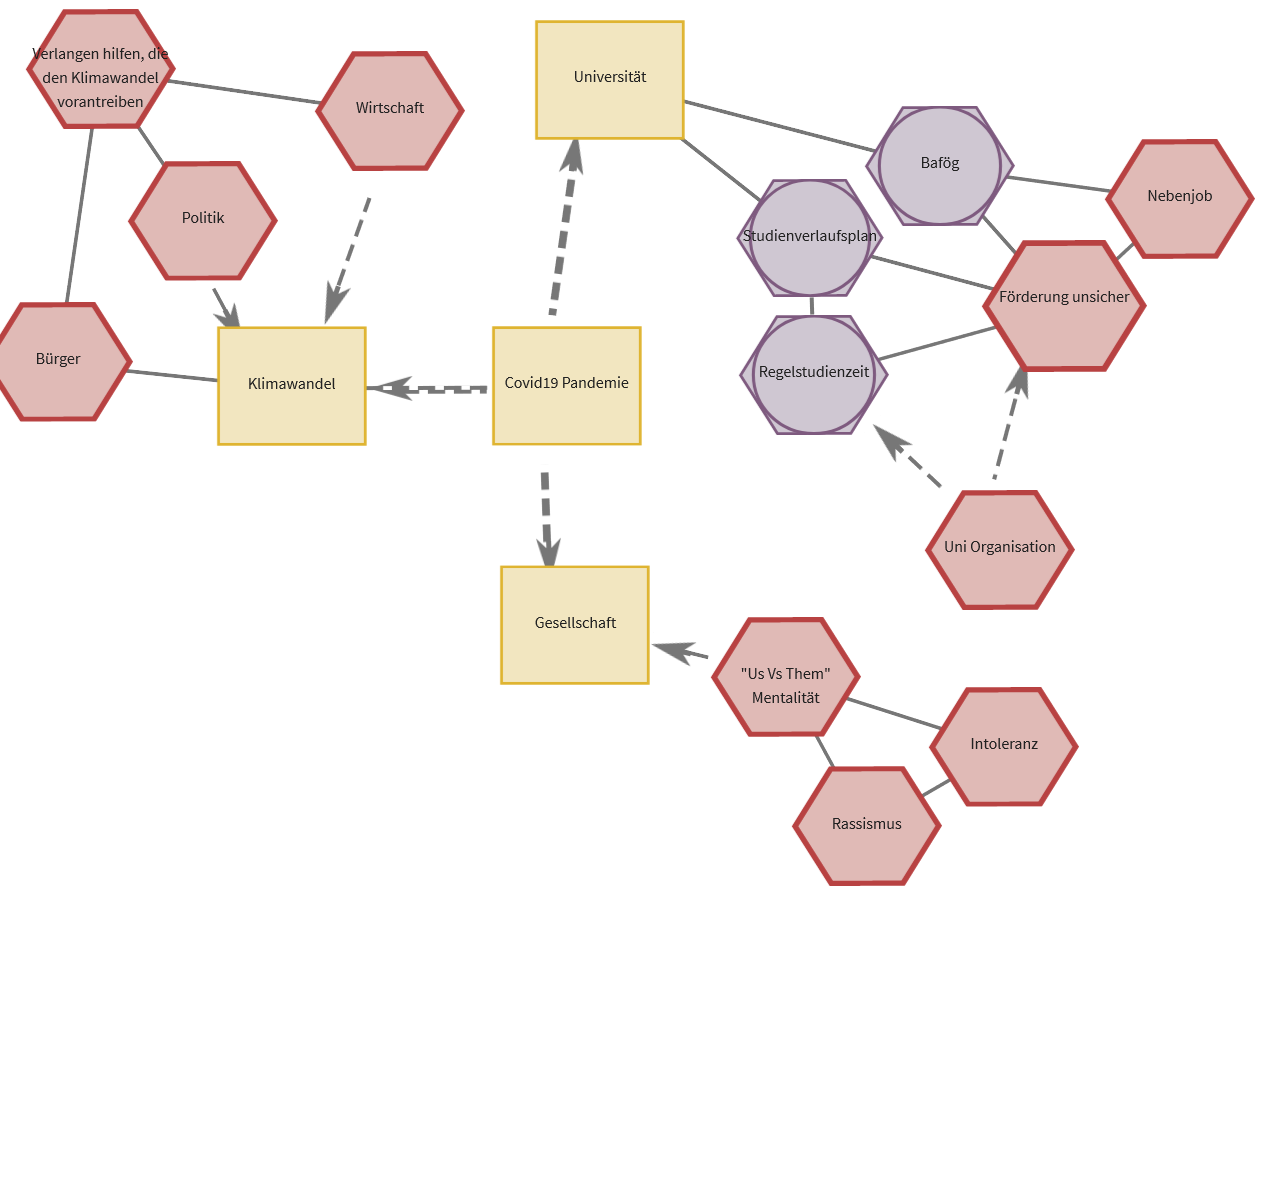 Verlangen hilfen, die
den Klimawandel
vorantreiben
Wirtschaft
Universität
Bafög
Nebenjob
Politik
Studienverlaufsplan
Förderung unsicher
Bürger
Klimawandel
Covid19 Pandemie
Regelstudienzeit
Uni Organisation
Gesellschaft
"Us Vs Them"
Mentalität
Intoleranz
Rassismus